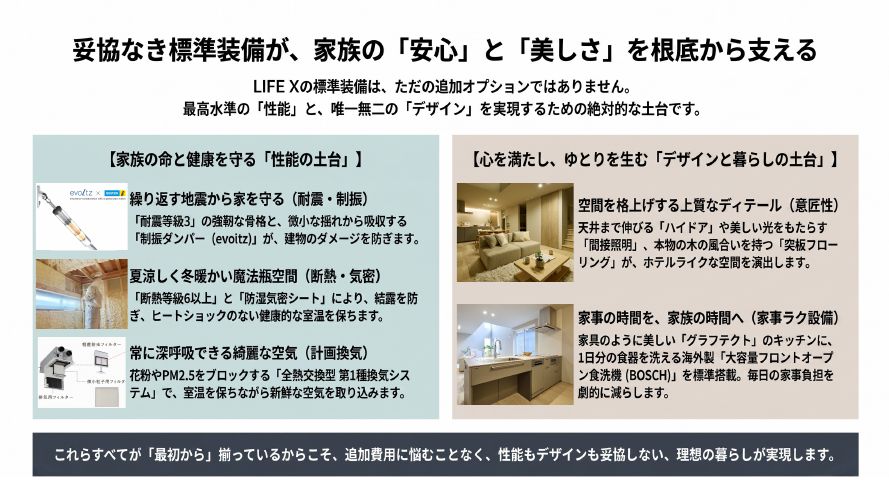 妥協なき標準装備が、家族の「安心」と「美しさ」を根底から支える
LIFE Xの標準装備は、ただの追加オプションではありません。
最高水準の「性能」と、唯一無二の「デザイン」を実現するための絶対的な土台です。
【家族の命と健康を守る「性能の土台」】
evoltz ×
繰り返す地震から家を守る（耐震・制振）
「耐震等級3」の強靭な骨格と、微小な揺れから吸収する
「制振ダンパー（evoitz)」が、建物のダメージを防ぎます。
夏涼しく冬暖かい魔法瓶空間（断熱・気密）
「断熱等級6以上」と「防湿気密シート」により、結露を防
ぎ、ヒートショックのない健康的な室温を保ちます。
微小粒子用フィルター
常に深呼吸できる綺麗な空気（計画換気）
花粉やPM2.5をブロックする「全熱交換型 第1種換気シス
テム」で、室温を保ちながら新鮮な空気を取り込みます。
【心を満たし、ゆとりを生む「デザインと暮らしの土台」】
空間を格上げする上質なディテール（意匠性）
天井まで伸びる「ハイドア」や美しい光をもたらす
「間接照明」、本物の木の風合いを持つ「突板フロー
リング」が、ホテルライクな空間を演出します。
家事の時間を、家族の時間へ（家事ラク設備）
家具のように美しい「グラフテクト」のキッチンに、
1日分の食器を洗える海外製「大容量フロントオープ
ン食洗機 (BOSCH)」を標準搭載。毎日の家事負担を
劇的に減らします。
これらすべてが「最初から」揃っているからこそ、追加費用に悩むことなく、性能もデザインも妥協しない、理想の暮らしが実現します。